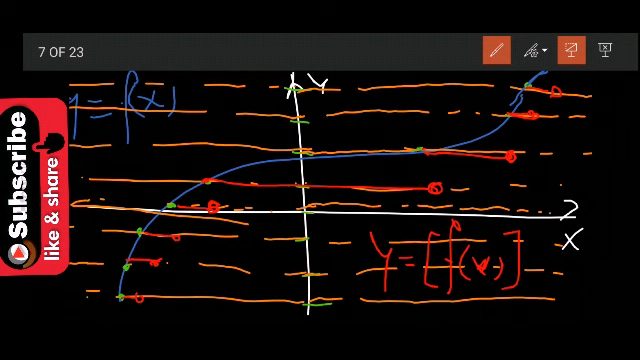 7 OF 23
Y
y = f(x)
Subscribe
like & share
X
y = [f(x)]